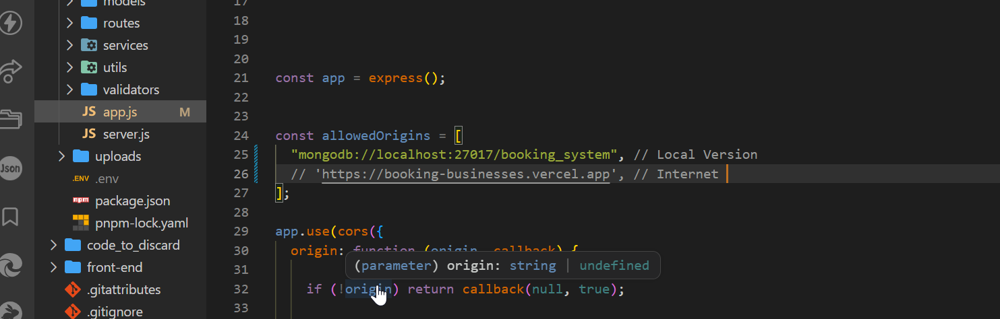 models
routes
services
utils
validators
JS app.js M
JS server.js
uploads
.ENV .env
npm package.json
pnpm-lock.yaml
code_to_discard
front-end
.gitattributes
.gitignore
Json
17
18
19
20
21 const app = express();
22
23
24 const allowedOrigins = [
25 "mongodb://localhost:27017/booking_system", // Local Version
26 // 'https://booking-businesses.vercel.app', // Internet
27 ];
28
29 app.use(cors({
30 origin: function (origin, callback) {
31 (parameter) origin: string | undefined
32 if (!origin) return callback(null, true);
33